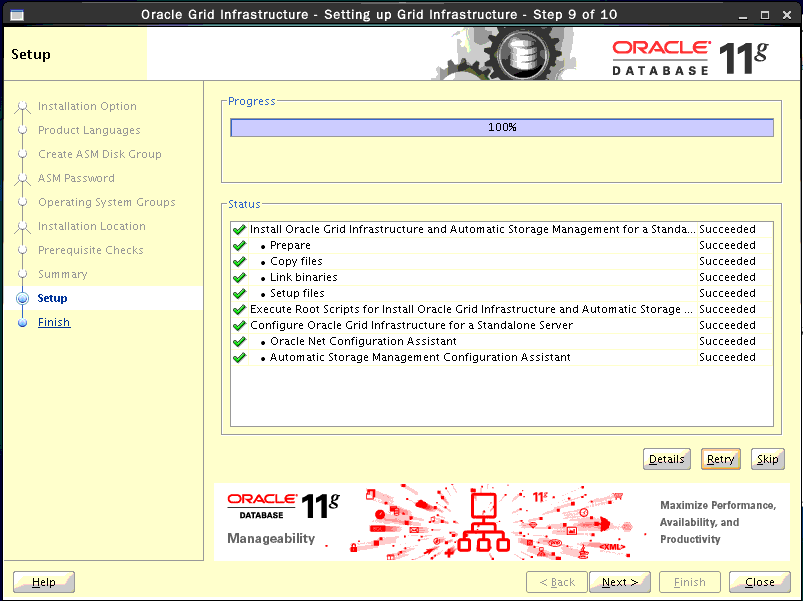 Oracle Grid Infrastructure - Setting up Grid Infrastructure - Step 9 of 10
Setup
ORACLE
DATABASE 11g
Installation Option
Product Languages
Create ASM Disk Group
ASM Password
Operating System Groups
Installation Location
Prerequisite Checks
Summary
Setup
Finish
Progress
100%
Status
Install Oracle Grid Infrastructure and Automatic Storage Management for a Standa... Succeeded
• Prepare Succeeded
• Copy files Succeeded
• Link binaries Succeeded
• Setup files Succeeded
Execute Root Scripts for Install Oracle Grid Infrastructure and Automatic Storage ... Succeeded
Configure Oracle Grid Infrastructure for a Standalone Server Succeeded
• Oracle Net Configuration Assistant Succeeded
• Automatic Storage Management Configuration Assistant Succeeded
Details Retry Skip
ORACLE
DATABASE 11g
Manageability
11g
<XML>
Maximize Performance,
Availability, and
Productivity
Help < Back Next > Finish Close